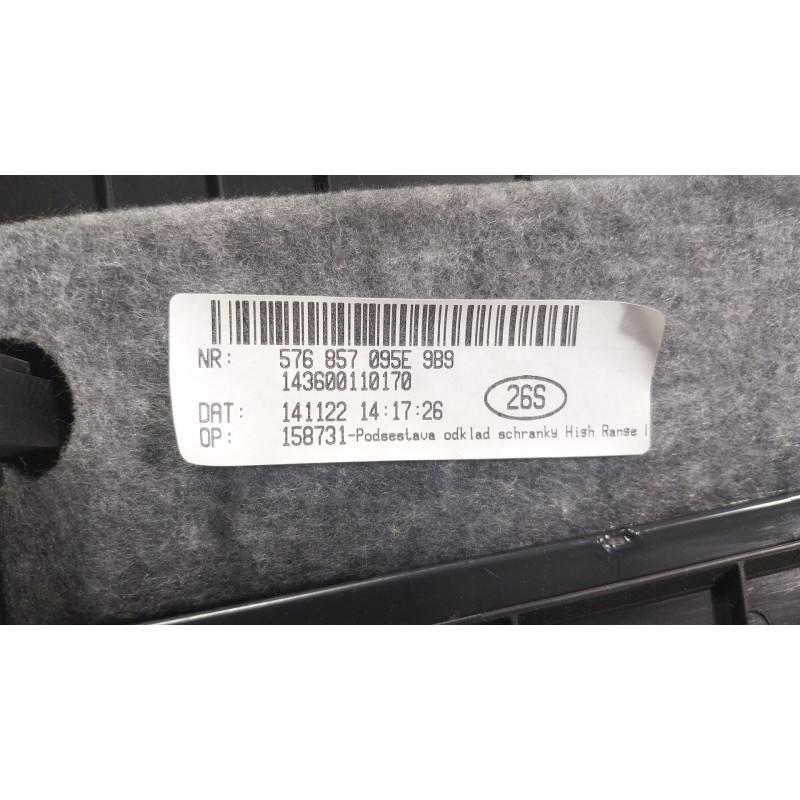 NR: 576 857 095E 9B9
143600110170
26S
DAT: 141122 14:17:26
OP: 158731-Podsestava odklad schranky High Range